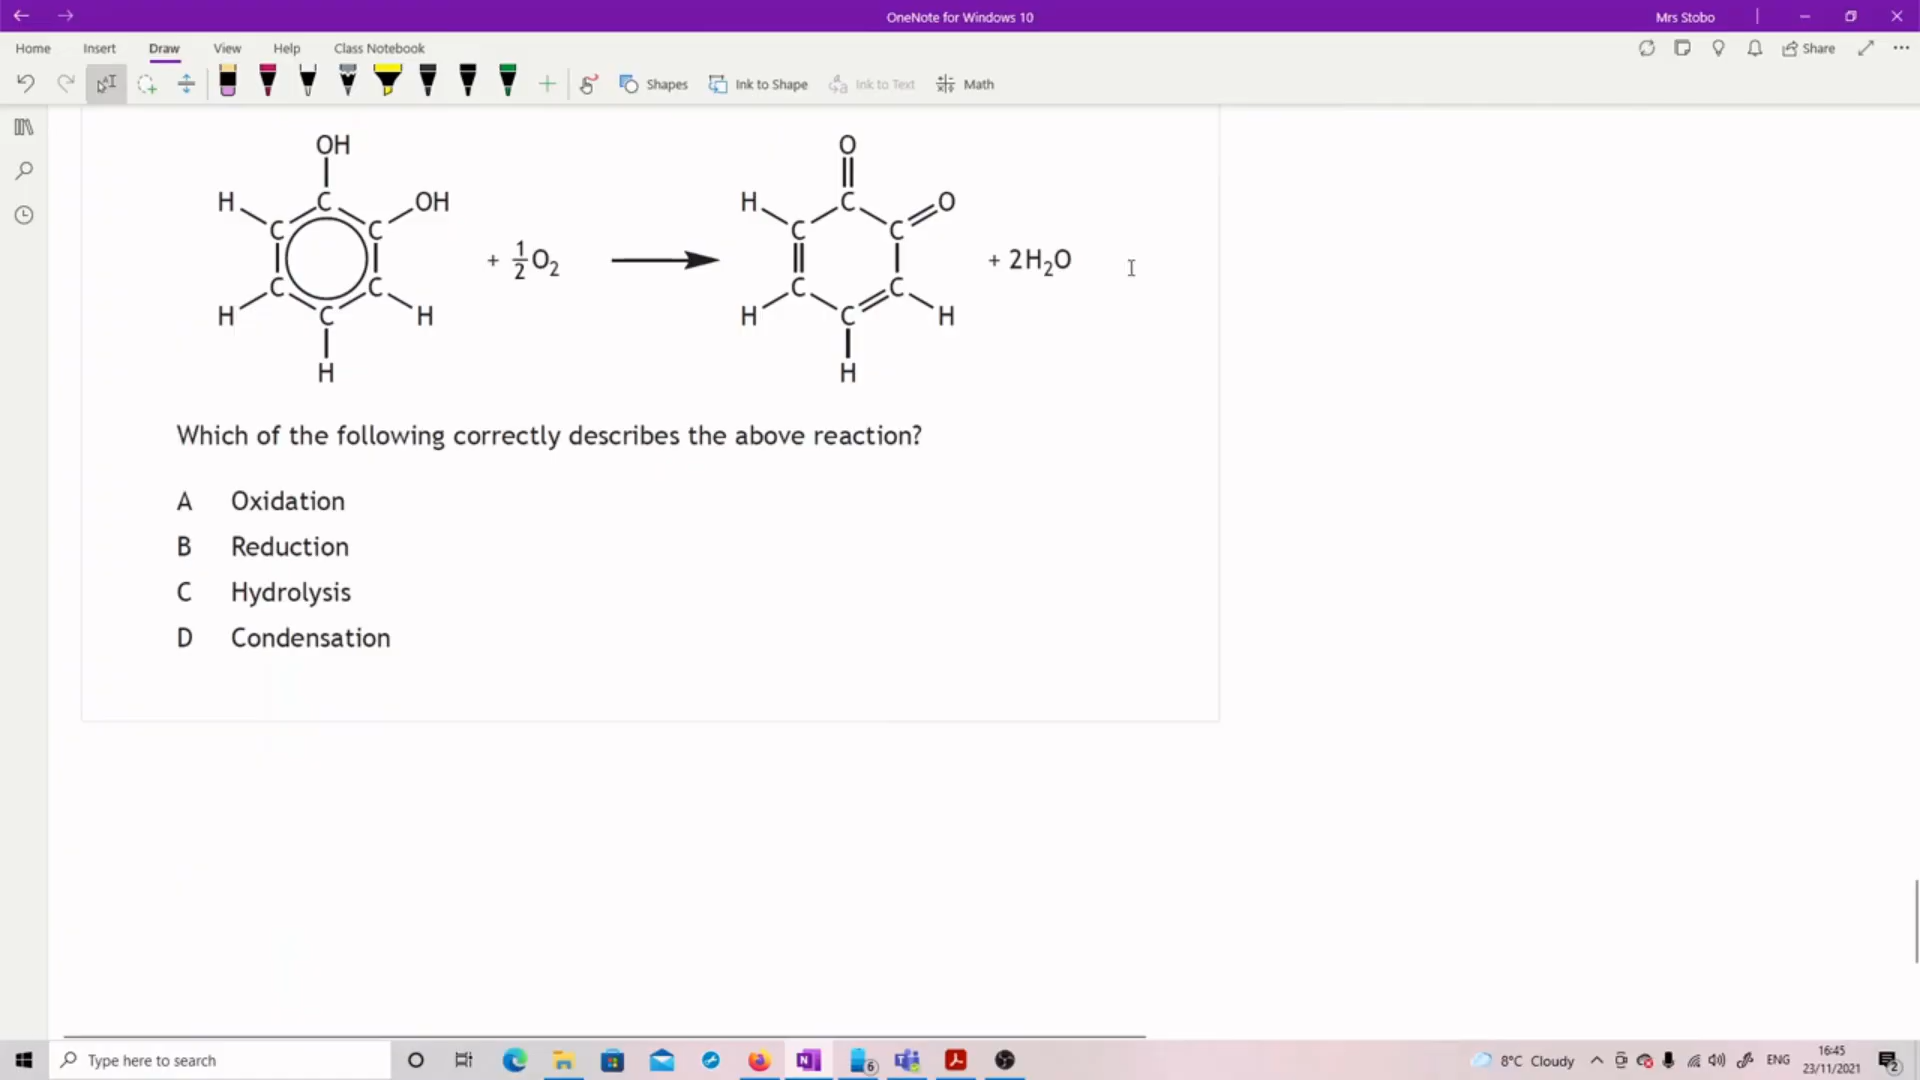 OneNote for Windows 10
Mrs Stobo
Home Insert Draw View Help Class Notebook
Share
Shapes Ink to Shape Ink to Text Math
OH O
H OH H O
C C C C
+ ½O₂ + 2H₂O
C C C C
H C H H C H
H H
Which of the following correctly describes the above reaction?
A Oxidation
B Reduction
C Hydrolysis
D Condensation
Type here to search
6
8°C Cloudy
ENG
16:45
23/11/2021
2